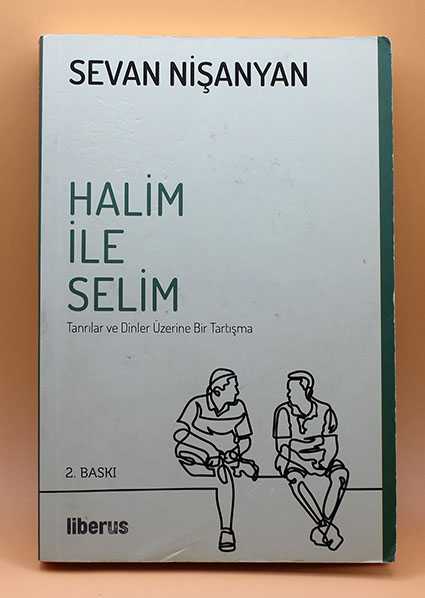 SEVAN NİŞANYAN
HALİM
İLE
SELİM
Tanrılar ve Dinler Üzerine Bir Tartışma
2. BASKI
liberus